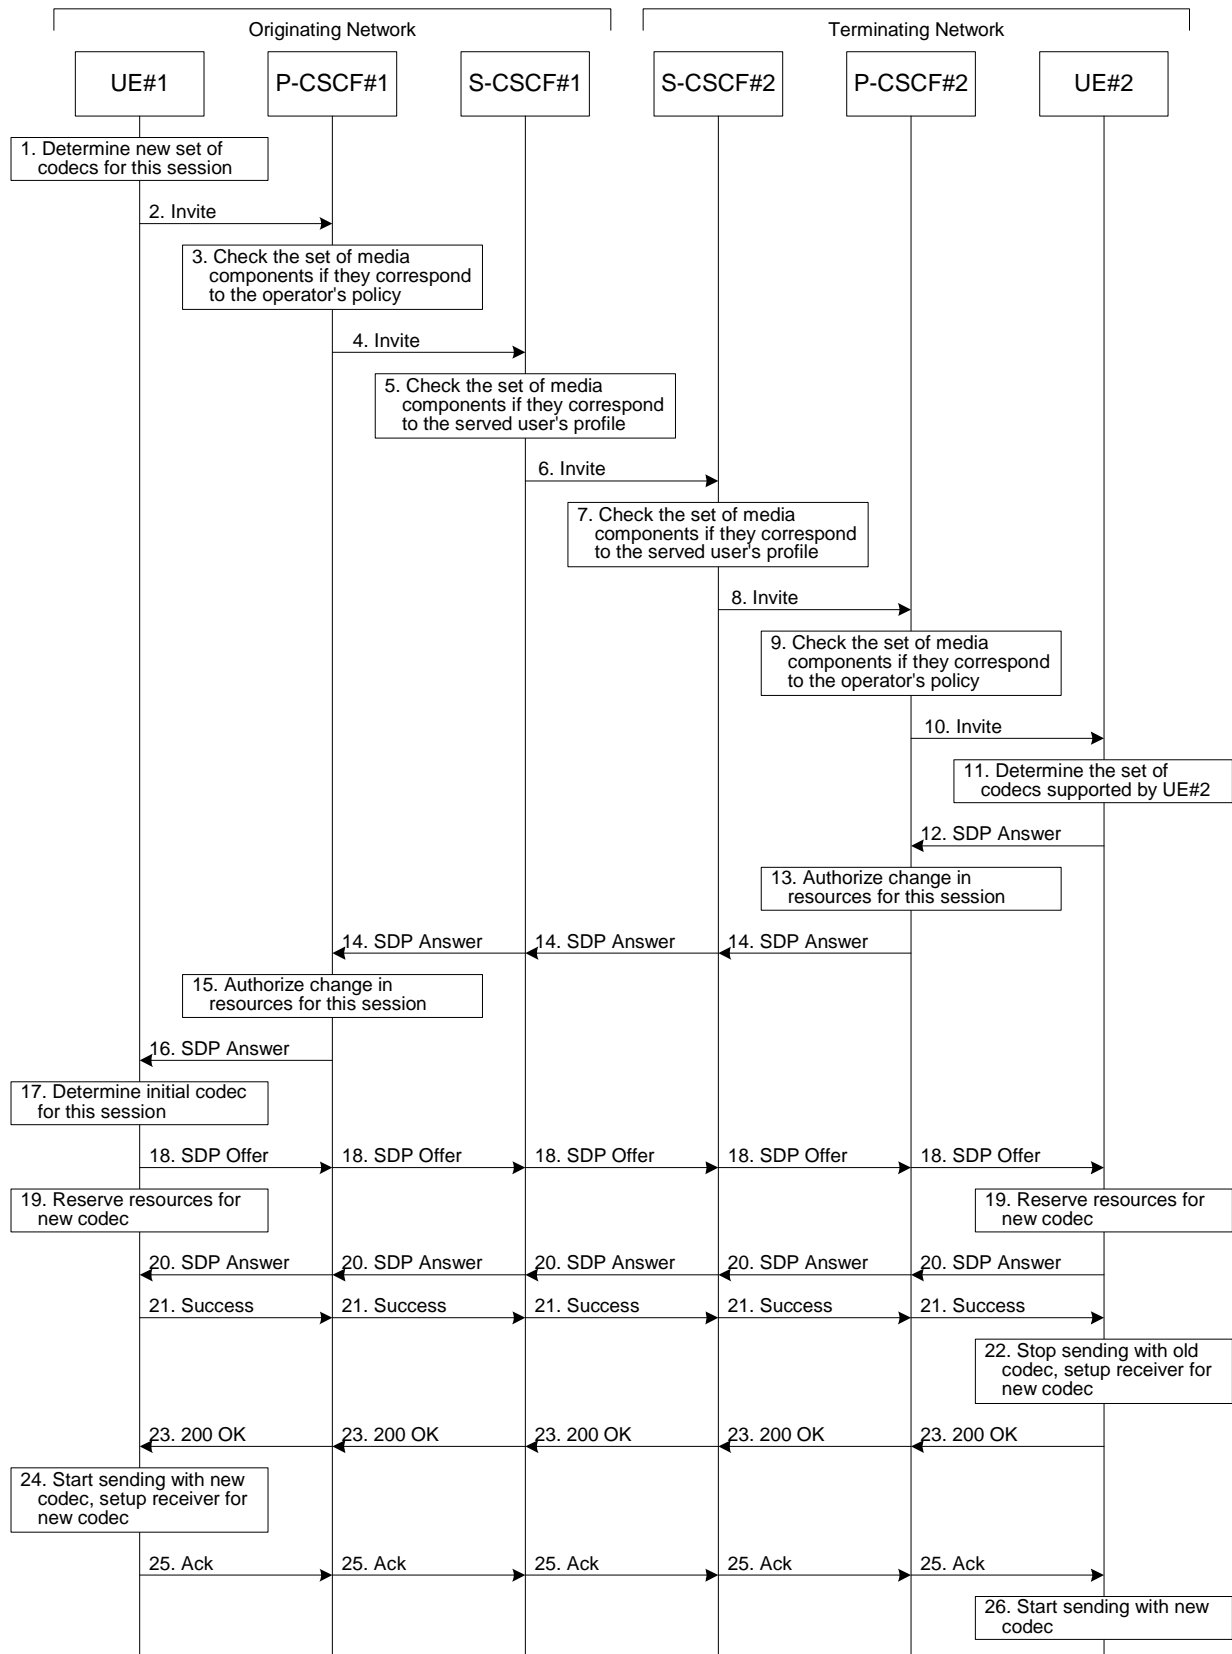 Originating Network
Terminating Network
UE#1
P-CSCF#1
S-CSCF#1
S-CSCF#2
P-CSCF#2
UE#2
1. Determine new set of
codecs for this session
2. Invite
3. Check the set of media
components if they correspond
to the operator's policy
4. Invite
5. Check the set of media
components if they correspond
to the served user's profile
6. Invite
7. Check the set of media
components if they correspond
to the served user's profile
8. Invite
9. Check the set of media
components if they correspond
to the operator's policy
10. Invite
11. Determine the set of
codecs supported by UE#2
12. SDP Answer
13. Authorize change in
resources for this session
14. SDP Answer
14. SDP Answer
14. SDP Answer
15. Authorize change in
resources for this session
16. SDP Answer
17. Determine initial codec
for this session
18. SDP Offer
18. SDP Offer
18. SDP Offer
18. SDP Offer
18. SDP Offer
19. Reserve resources for
new codec
19. Reserve resources for
new codec
20. SDP Answer
20. SDP Answer
20. SDP Answer
20. SDP Answer
20. SDP Answer
21. Success
21. Success
21. Success
21. Success
21. Success
22. Stop sending with old
codec, setup receiver for
new codec
23. 200 OK
23. 200 OK
23. 200 OK
23. 200 OK
23. 200 OK
24. Start sending with new
codec, setup receiver for
new codec
25. Ack
25. Ack
25. Ack
25. Ack
25. Ack
26. Start sending with new
codec